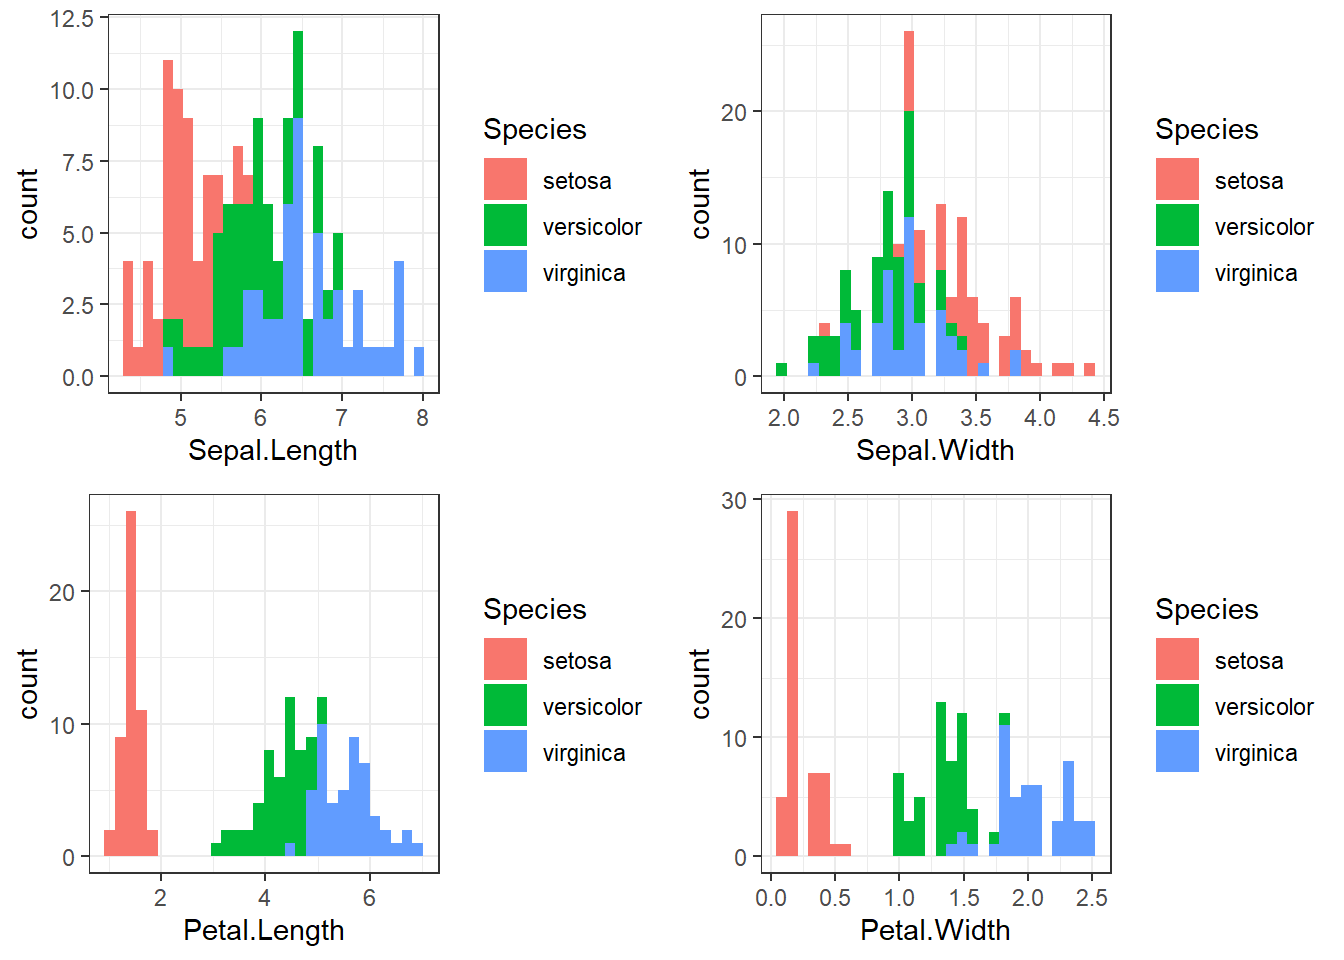 12.5
10.0
7.5
5.0
2.5
0.0
count
5 6 7 8
Sepal.Length
Species
setosa
versicolor
virginica
20
10
0
count
2.0 2.5 3.0 3.5 4.0 4.5
Sepal.Width
Species
setosa
versicolor
virginica
20
10
0
count
2 4 6
Petal.Length
Species
setosa
versicolor
virginica
30
20
10
0
count
0.0 0.5 1.0 1.5 2.0 2.5
Petal.Width
Species
setosa
versicolor
virginica